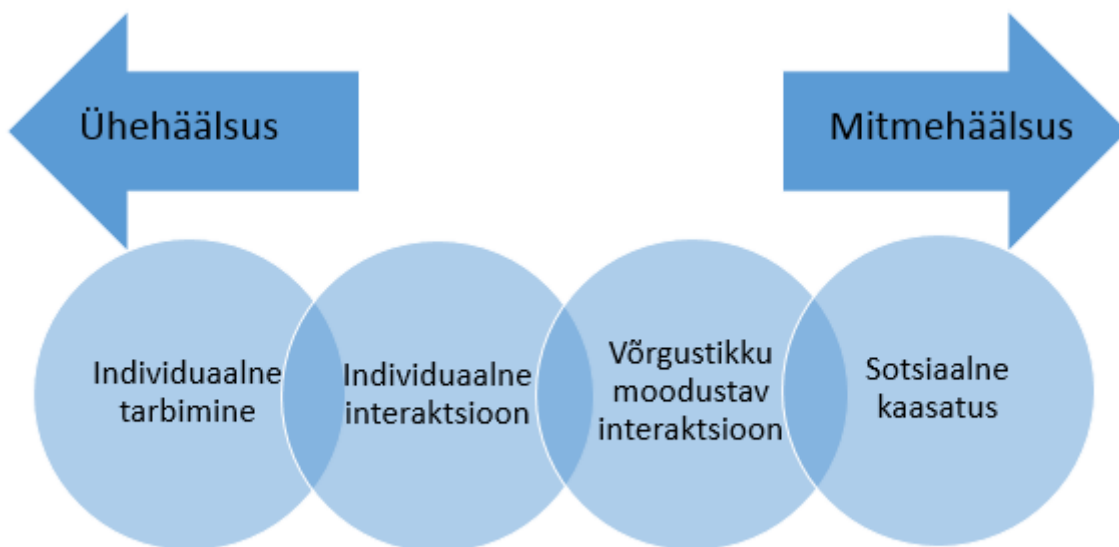 Ühehäälsus
Mitmehäälsus
Individuaalne
tarbimine
Individuaalne
interaktsioon
Võrgustikku
moodustav
interaktsioon
Sotsiaalne
kaasatus